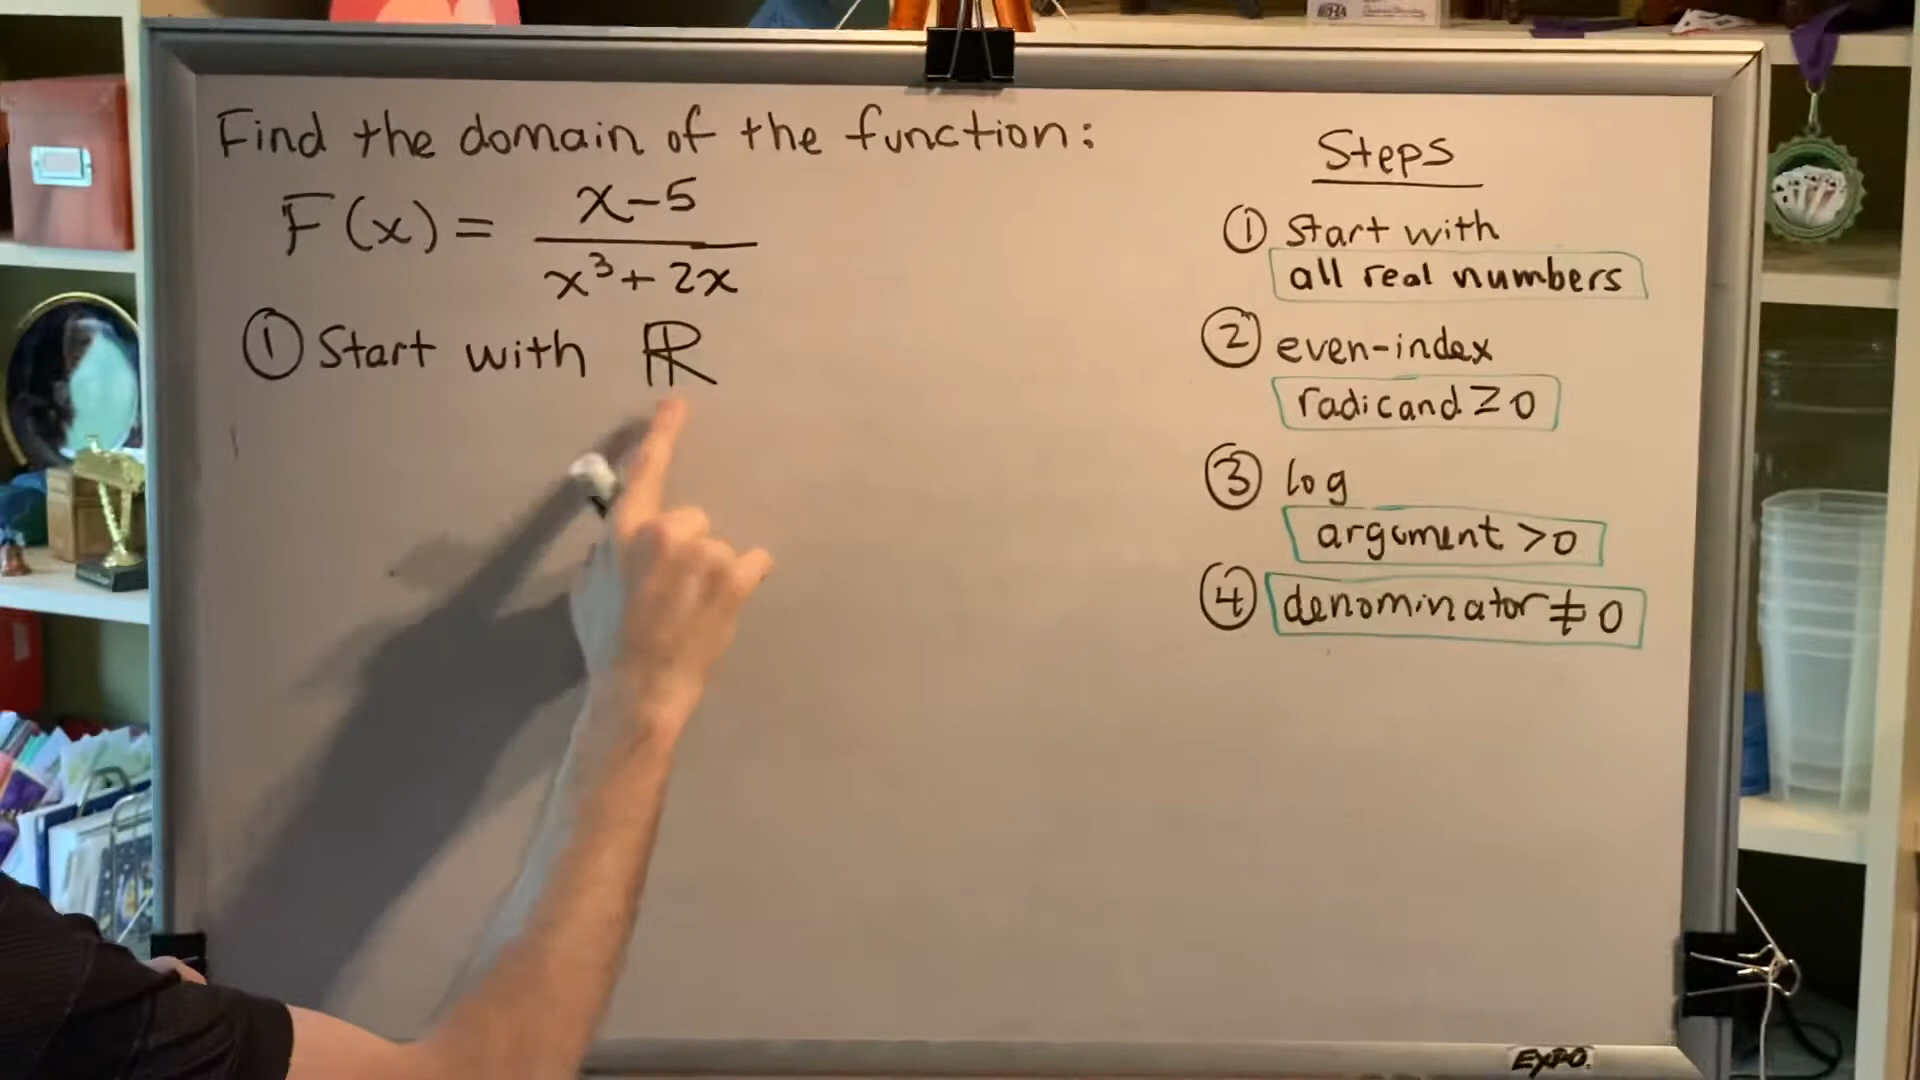 Find the domain of the function:
F(x) = x-5 / x³+2x
① Start with ℝ
Steps
① Start with
all real numbers
② even-index
radicand ≥ 0
③ log
argument >0
④ denominator ≠ 0
EXPO